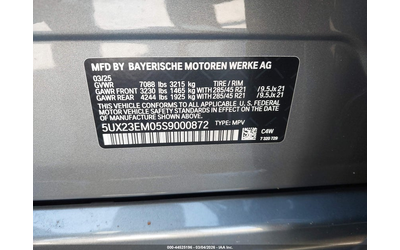 MFD BY BAYERISCHE MOTOREN WERKE AG
03/25
GVWR 7088 lbs 3215 kg TIRE / RIM
GAWR FRONT 3230 lbs 1465 kg WITH 285/45 R21 / 9.5J x 21
GAWR REAR 4244 lbs 1925 kg WITH 285/45 R21 / 9.5J x 21
THIS VEHICLE CONFORMS TO ALL APPLICABLE
U.S. FEDERAL MOTOR VEHICLE SAFETY STANDARDS
IN EFFECT ON THE DATE OF MANUFACTURE SHOWN ABOVE.
5UX23EM05S9000872 TYPE: MPV
C4W